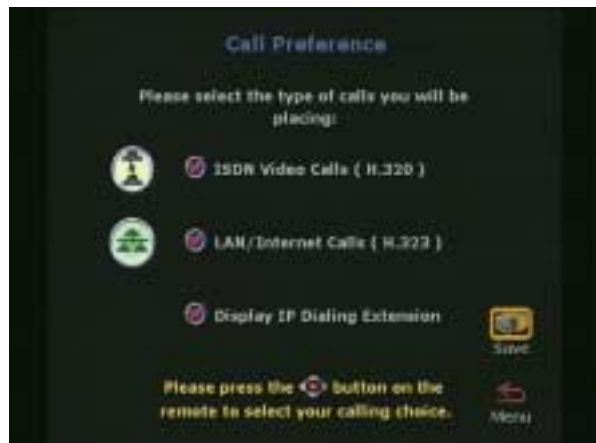 Call Preference
Please select the type of calls you will be
placing:
ISDN Video Calls ( H.320 )
LAN/Internet Calls ( H.323 )
Display IP Dialing Extension
Save
Please press the button on the
remote to select your calling choice.
Menu